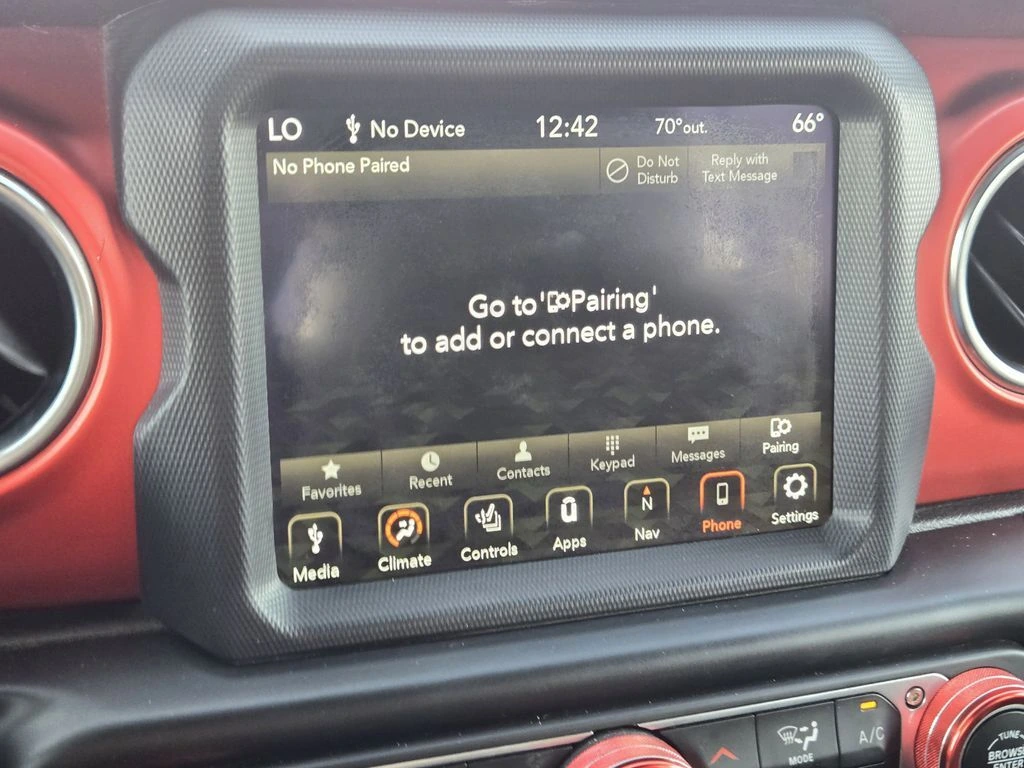 LO No Device 12:42 70°out. 66°
No Phone Paired
Do Not
Disturb
Reply with
Text Message
Go to 'Pairing'
to add or connect a phone.
Favorites Recent Contacts Keypad Messages Pairing
N
Media Climate Controls Apps Nav Phone Settings
MODE
A/C
TUNE
BROWSE
ENTER